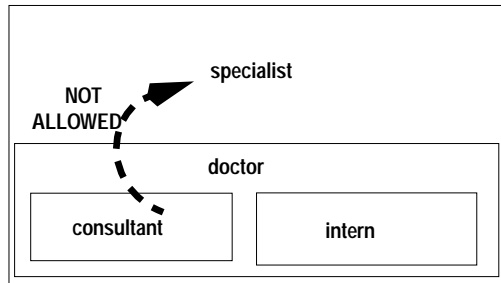 specialist
NOT
ALLOWED
doctor
consultant
intern